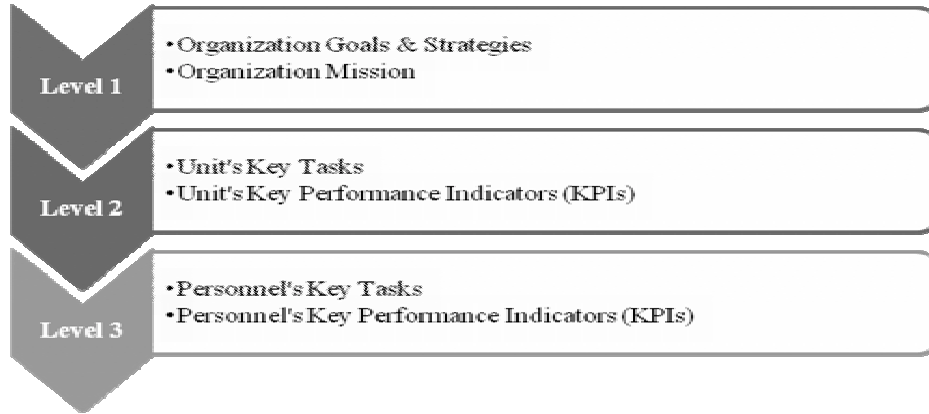 Level 1
•Organization Goals & Strategies
•Organization Mission
Level 2
•Unit's Key Tasks
•Unit's Key Performance Indicators (KPIs)
Level 3
•Personnel's Key Tasks
•Personnel's Key Performance Indicators (KPIs)